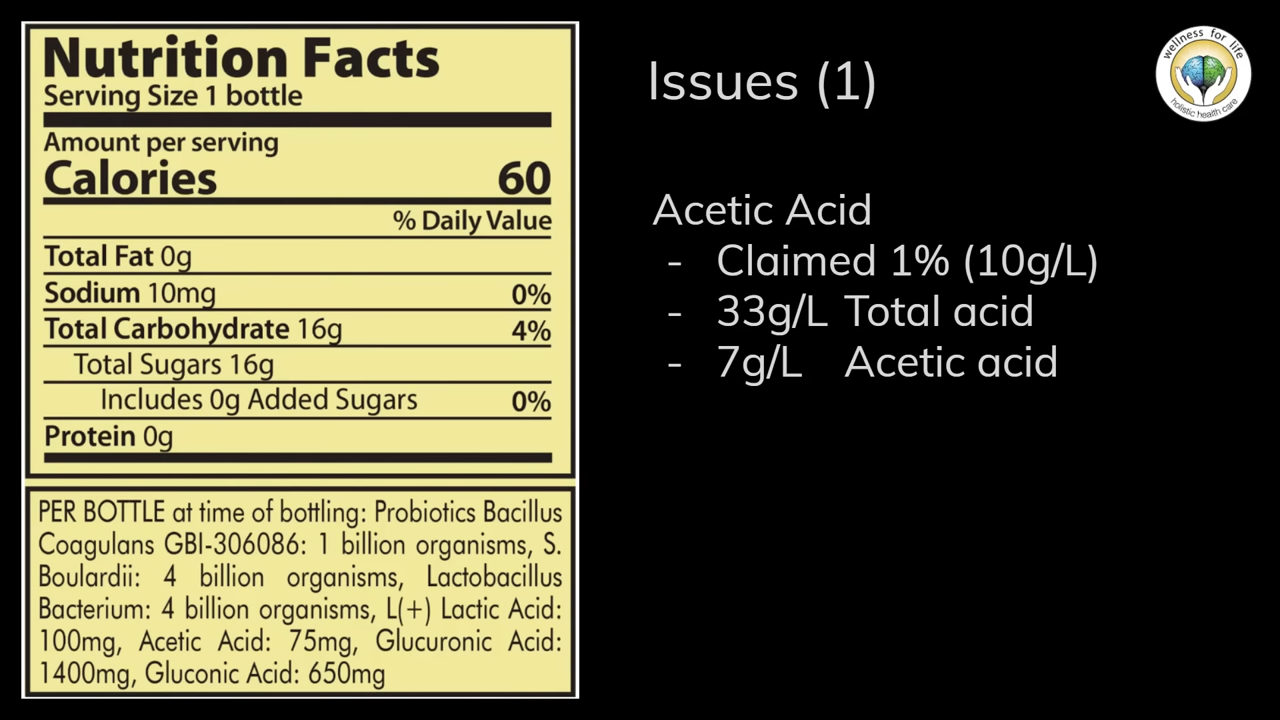 Nutrition Facts
Serving Size 1 bottle
Amount per serving
Calories 60
% Daily Value
Total Fat 0g
Sodium 10mg 0%
Total Carbohydrate 16g 4%
Total Sugars 16g
Includes 0g Added Sugars 0%
Protein 0g
PER BOTTLE at time of bottling: Probiotics Bacillus
Coagulans GBI-306086: 1 billion organisms, S.
Boulardii: 4 billion organisms, Lactobacillus
Bacterium: 4 billion organisms, L(+) Lactic Acid:
100mg, Acetic Acid: 75mg, Glucuronic Acid:
1400mg, Gluconic Acid: 650mg
Issues (1)
Acetic Acid
- Claimed 1% (10g/L)
- 33g/L Total acid
- 7g/L Acetic acid
wellness for life
holistic health care